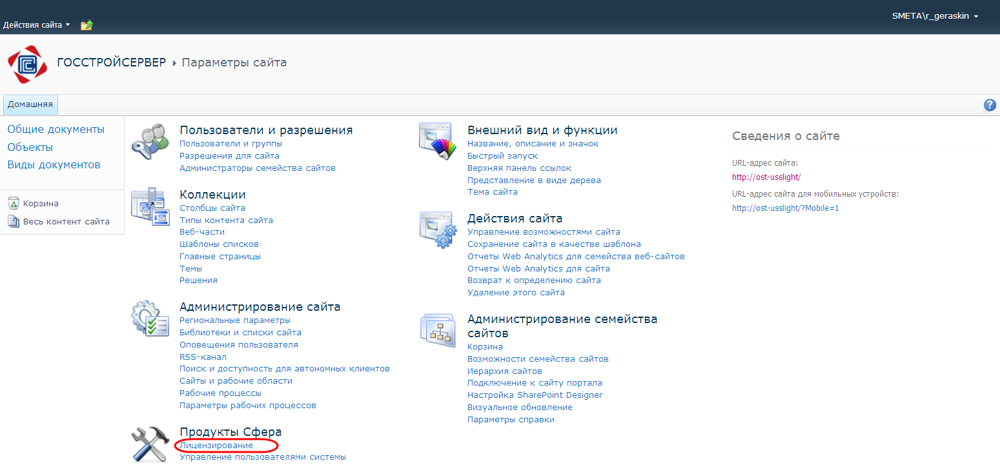 SMETA\r_geraskin
Действия сайта
ГОССТРОЙСЕРВЕР Параметры сайта
Домашняя
Общие документы
Объекты
Виды документов
Корзина
Весь контент сайта
Пользователи и разрешения
Пользователи и группы
Разрешения для сайта
Администраторы семейства сайтов
Коллекции
Столбцы сайта
Типы контента сайта
Веб-части
Шаблоны списков
Главные страницы
Темы
Решения
Администрирование сайта
Региональные параметры
Библиотеки и списки сайта
Оповещения пользователя
RSS-канал
Поиск и доступность для автономных клиентов
Сайты и рабочие области
Рабочие процессы
Параметры рабочих процессов
Продукты Сфера
Лицензирование
Управление пользователями системы
Внешний вид и функции
Название, описание и значок
Быстрый запуск
Верхняя панель ссылок
Представление в виде дерева
Тема сайта
Действия сайта
Управление возможностями сайта
Сохранение сайта в качестве шаблона
Отчеты Web Analytics для семейства веб-сайтов
Отчеты Web Analytics для сайта
Возврат к определению сайта
Удаление этого сайта
Администрирование семейства
сайтов
Корзина
Возможности семейства сайтов
Иерархия сайтов
Подключение к сайту портала
Настройка SharePoint Designer
Визуальное обновление
Параметры справки
Сведения о сайте
URL-адрес сайта:
http://ost-usslight/
URL-адрес сайта для мобильных устройств:
http://ost-usslight/?Mobile=1